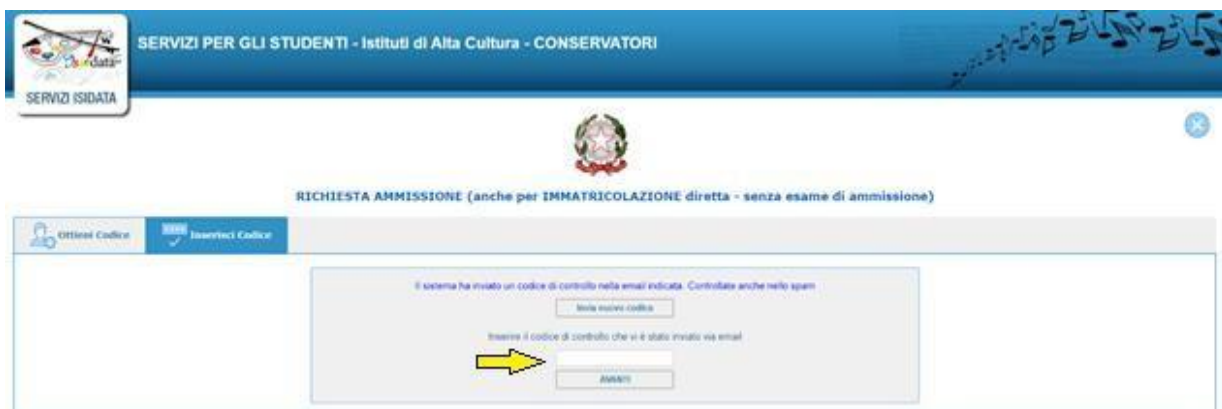 SERVIZI PER GLI STUDENTI - Istituti di Alta Cultura - CONSERVATORI
Isidata
SERVIZI ISIDATA
RICHIESTA AMMISSIONE (anche per IMMATRICOLAZIONE diretta - senza esame di ammissione)
Ottieni Codice
Inserisci Codice
Il sistema ha inviato un codice di controllo nella email indicata. Controllate anche nello spam
Invia nuovo codice
Inserire il codice di controllo che vi è stato inviato via email
AVANTI